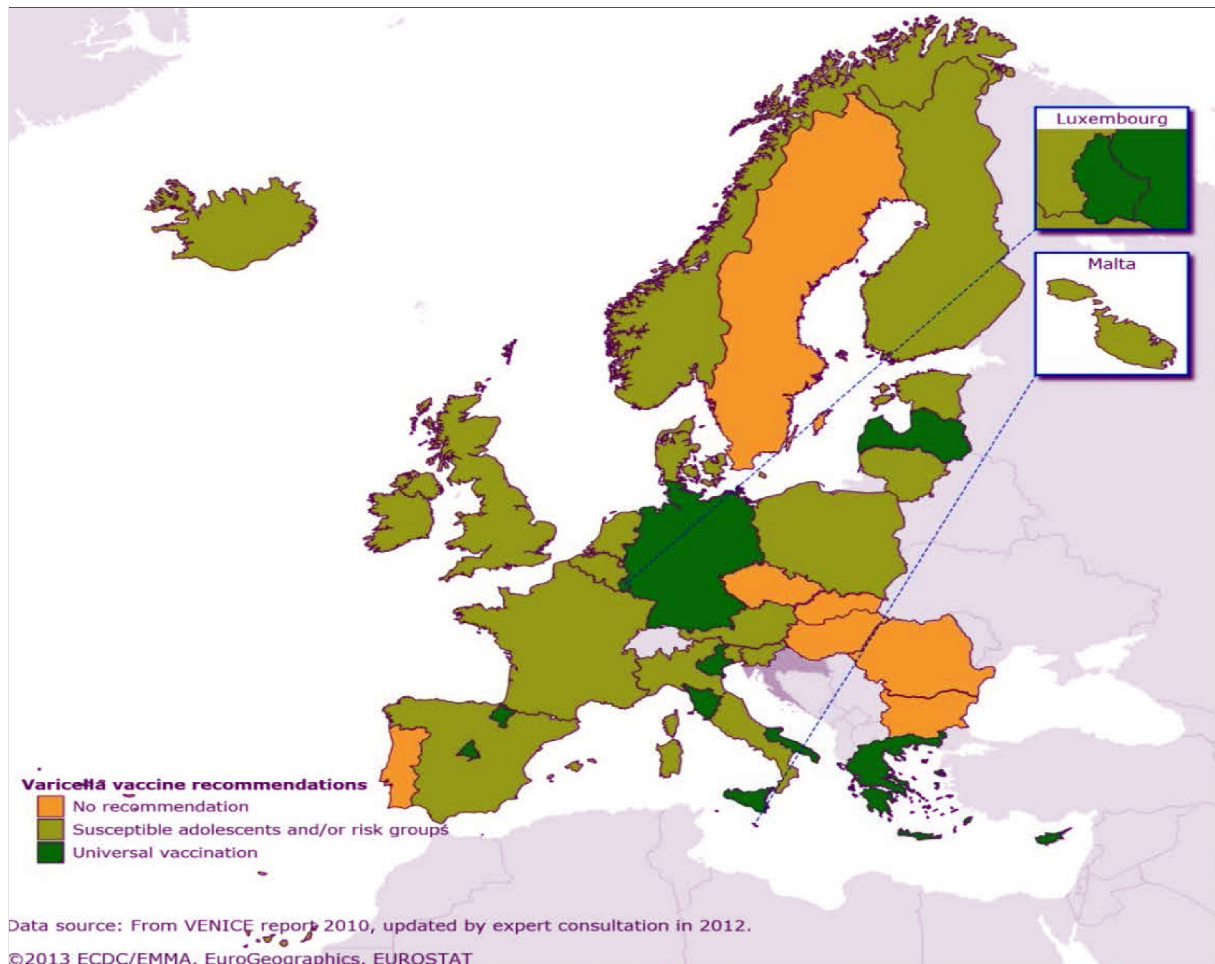 Luxembourg
Malta
Varicella vaccine recommendations
No recommendation
Susceptible adolescents and/or risk groups
Universal vaccination
Data source: From VENICE report 2010, updated by expert consultation in 2012.
©2013 ECDC/EMMA, EuroGeographics, EUROSTAT